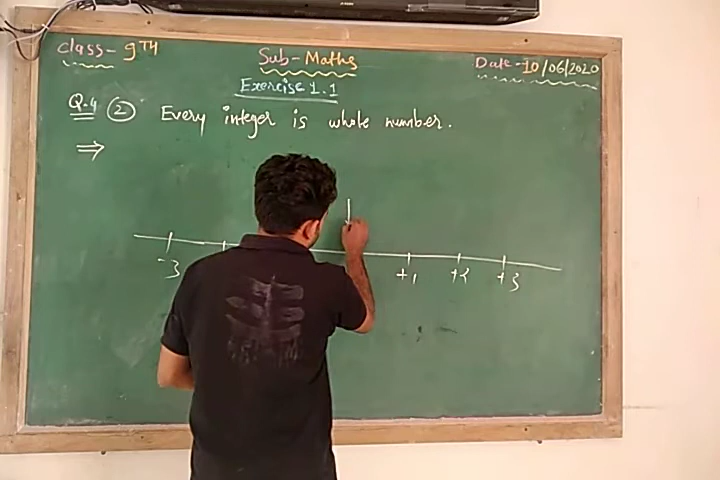 Class- 9TH Sub- Maths Date-10/06/2020
Exercise 1.1
Q.4 (2) Every integer is whole number.
⇒
-3 +1 +2 +3